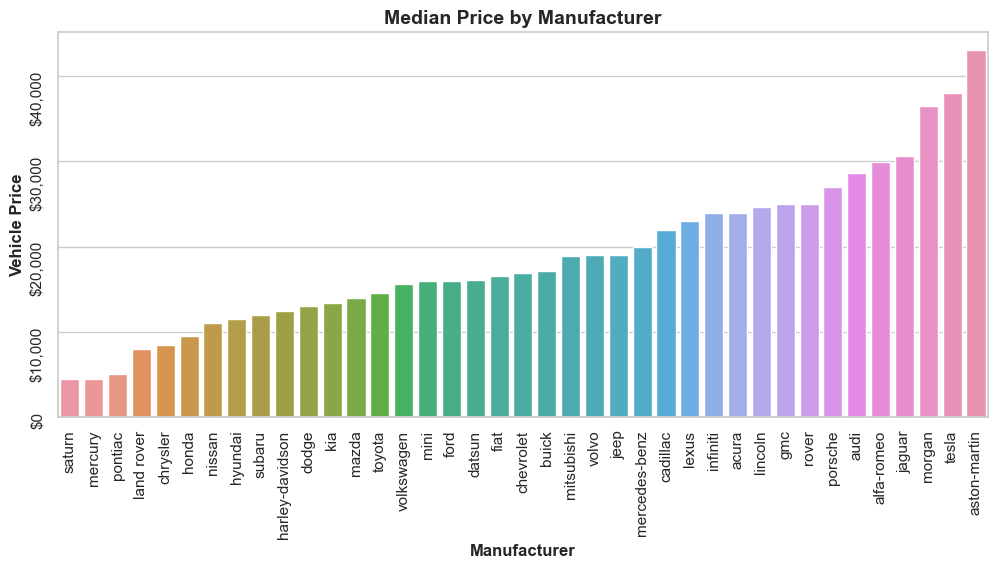 Median Price by Manufacturer
Vehicle Price
$40,000
$30,000
$20,000
$10,000
$0
saturn
mercury
pontiac
land rover
chrysler
honda
nissan
hyundai
subaru
harley-davidson
dodge
kia
mazda
toyota
volkswagen
mini
ford
datsun
fiat
chevrolet
buick
mitsubishi
volvo
jeep
mercedes-benz
cadillac
lexus
infiniti
acura
lincoln
gmc
rover
porsche
audi
alfa-romeo
jaguar
morgan
tesla
aston-martin
Manufacturer